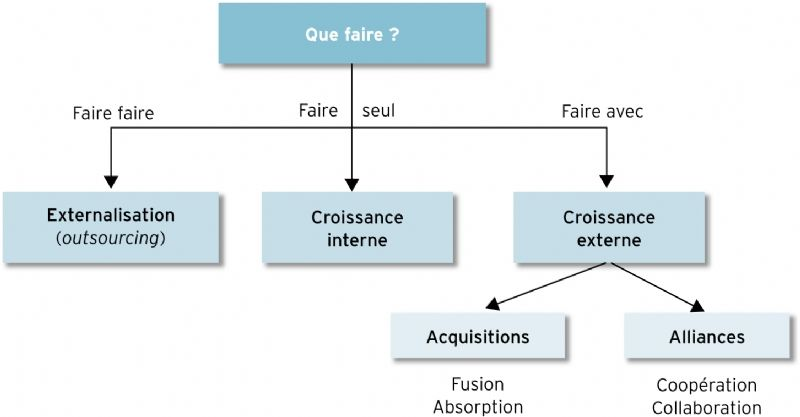 Que faire ?
Faire faire
Faire seul
Faire avec
Externalisation
(outsourcing)
Croissance
interne
Croissance
externe
Acquisitions
Alliances
Fusion
Absorption
Coopération
Collaboration